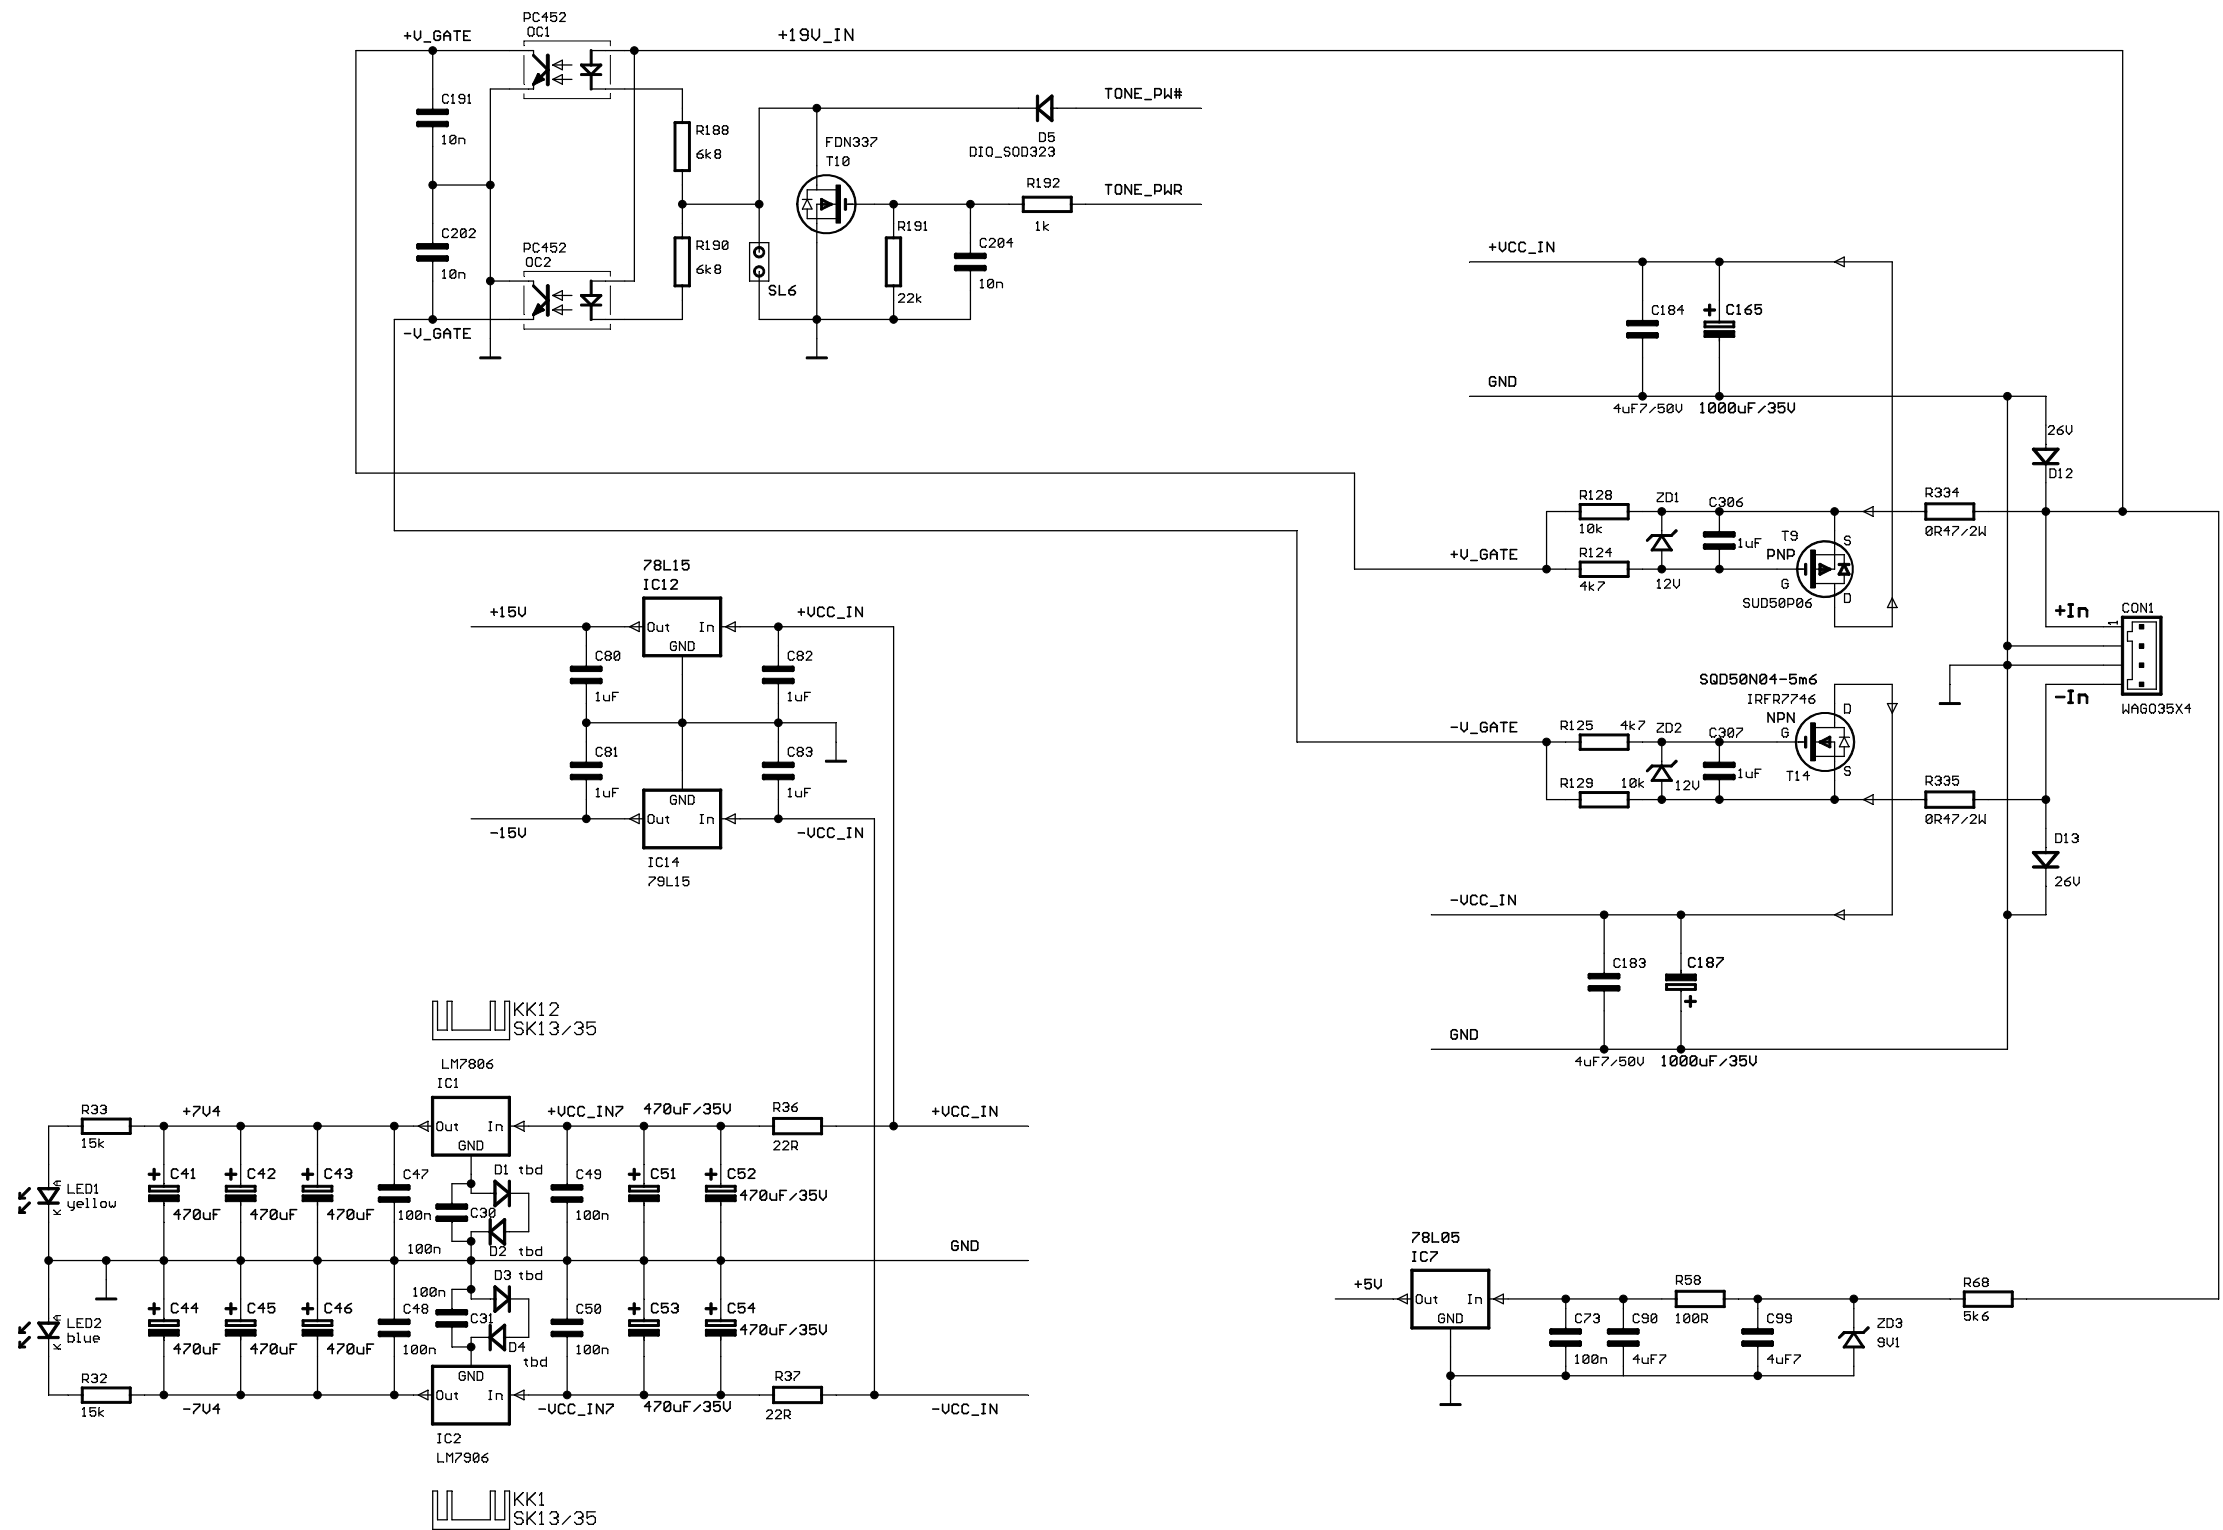 PC452
OC1
+V_GATE
+19V_IN
C191
10n
R188
6k8
TONE_PW#
D5
DIO_SOD323
FDN337
T10
TONE_PWR
R192
1k
R191
22k
C204
10n
C202
10n
PC452
OC2
R190
6k8
SL6
-V_GATE
+VCC_IN
C184
C165
+
GND
4uF7/50V
1000uF/35V
26V
D12
R128
10k
ZD1
C306
1uF
R334
0R47/2W
T9
S
PNP
G
D
SUD50P06
+V_GATE
R124
4k7
12V
78L15
IC12
+15V
+VCC_IN
Out
In
GND
C80
1uF
C82
1uF
+In
CON1
1
-In
WAGO35X4
SQD50N04-5m6
IRFR7746
NPN
G
D
S
T14
-V_GATE
R125
4k7
ZD2
C307
1uF
R129
10k
12V
R335
0R47/2W
C81
1uF
C83
1uF
GND
Out
In
-15V
-VCC_IN
IC14
79L15
D13
26V
-VCC_IN
C183
C187
+
GND
4uF7/50V
1000uF/35V
KK12
SK13/35
LM7806
IC1
R33
15k
+7V4
Out
In
GND
+VCC_IN7
470uF/35V
R36
22R
+VCC_IN
LED1
yellow
A
K
+
C41
470uF
+
C42
470uF
+
C43
470uF
C47
100n
D1 tbd
C30
100n
D2 tbd
C49
100n
+
C51
+
C52
470uF/35V
GND
D3 tbd
100n
C31
D4
tbd
LED2
blue
A
K
+
C44
470uF
+
C45
470uF
+
C46
470uF
C48
100n
C50
100n
+
C53
+
C54
470uF/35V
R32
15k
-7V4
GND
Out
In
-VCC_IN7
470uF/35V
R37
22R
-VCC_IN
IC2
LM7906
KK1
SK13/35
78L05
IC7
+5V
Out
In
GND
R58
100R
R68
5k6
C73
100n
C90
4uF7
C99
4uF7
ZD3
9V1